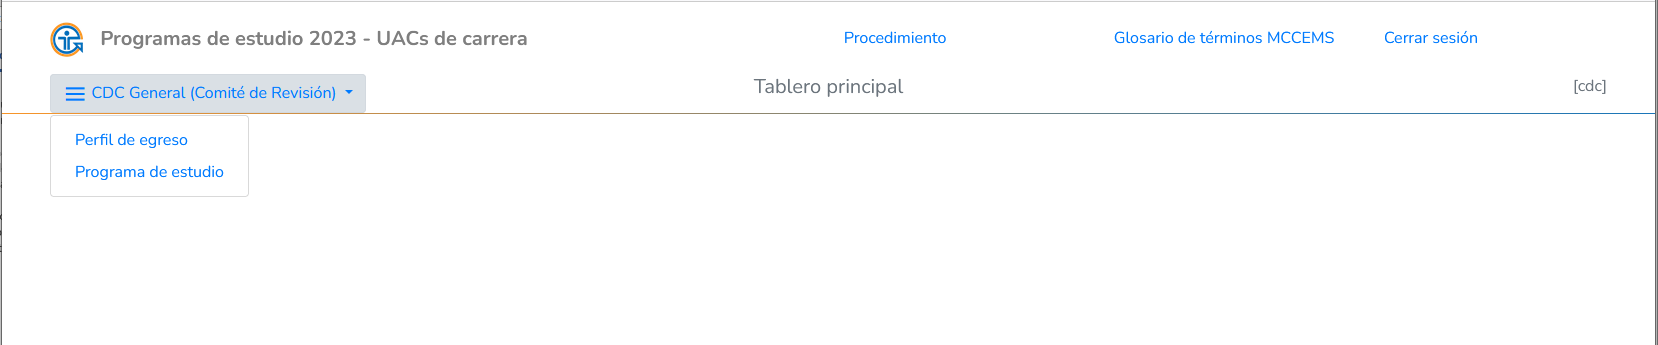 Programas de estudio 2023 - UACs de carrera
Procedimiento
Glosario de términos MCCEMS
Cerrar sesión
CDC General (Comité de Revisión)
Tablero principal
[cdc]
Perfil de egreso
Programa de estudio